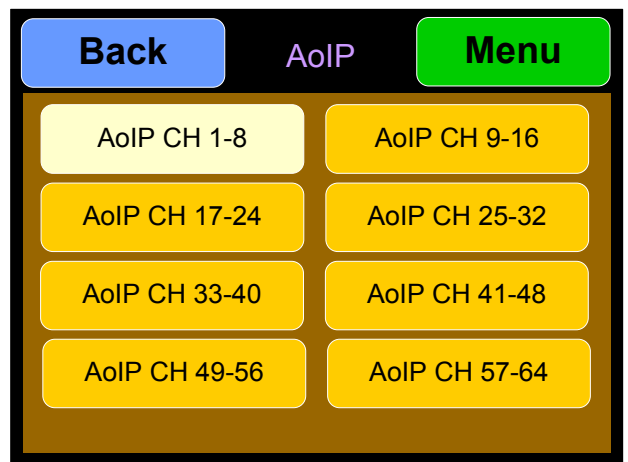 Back AoIP Menu
AoIP CH 1-8 AoIP CH 9-16
AoIP CH 17-24 AoIP CH 25-32
AoIP CH 33-40 AoIP CH 41-48
AoIP CH 49-56 AoIP CH 57-64